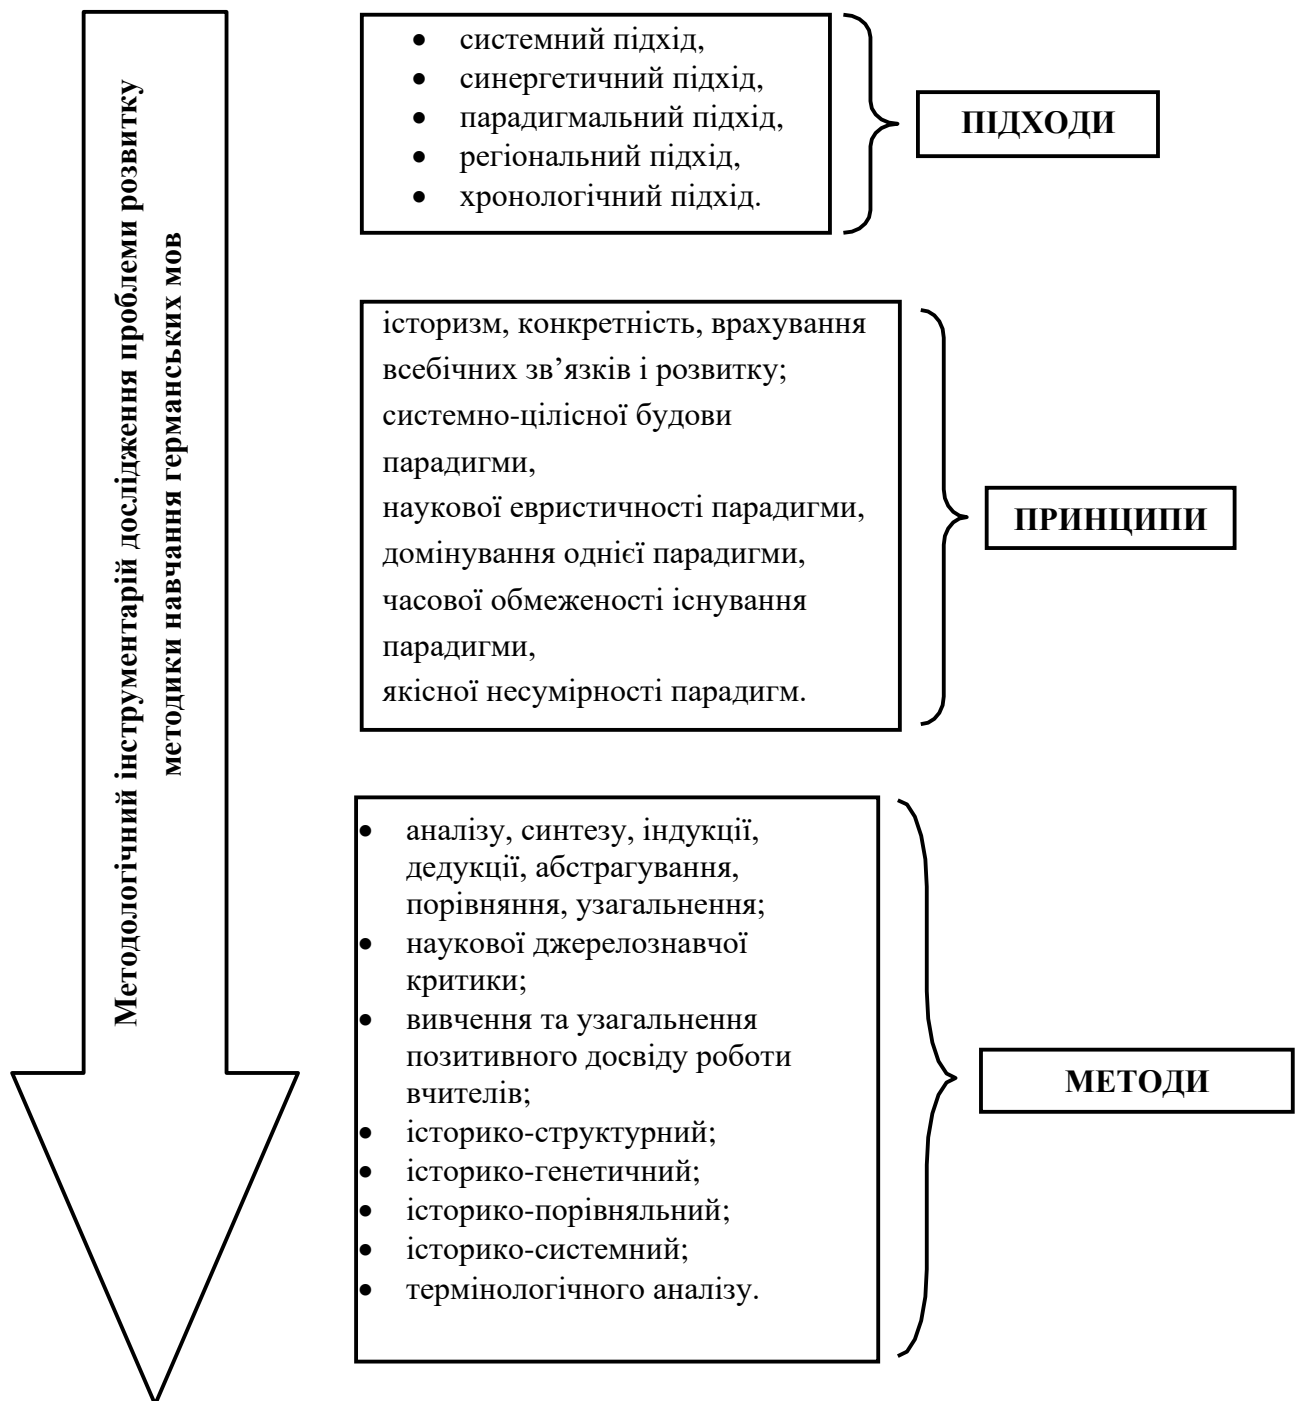 Методологічний інструментарій дослідження проблеми розвитку
методики навчання германських мов
• системний підхід,
• синергетичний підхід,
• парадигмальний підхід,
• регіональний підхід,
• хронологічний підхід.
ПІДХОДИ
історизм, конкретність, врахування
всебічних зв’язків і розвитку;
системно-цілісної будови
парадигми,
наукової евристичності парадигми,
домінування однієї парадигми,
часової обмеженості існування
парадигми,
якісної несумірності парадигм.
ПРИНЦИПИ
• аналізу, синтезу, індукції,
дедукції, абстрагування,
порівняння, узагальнення;
• наукової джерелознавчої
критики;
• вивчення та узагальнення
позитивного досвіду роботи
вчителів;
• історико-структурний;
• історико-генетичний;
• історико-порівняльний;
• історико-системний;
• термінологічного аналізу.
МЕТОДИ